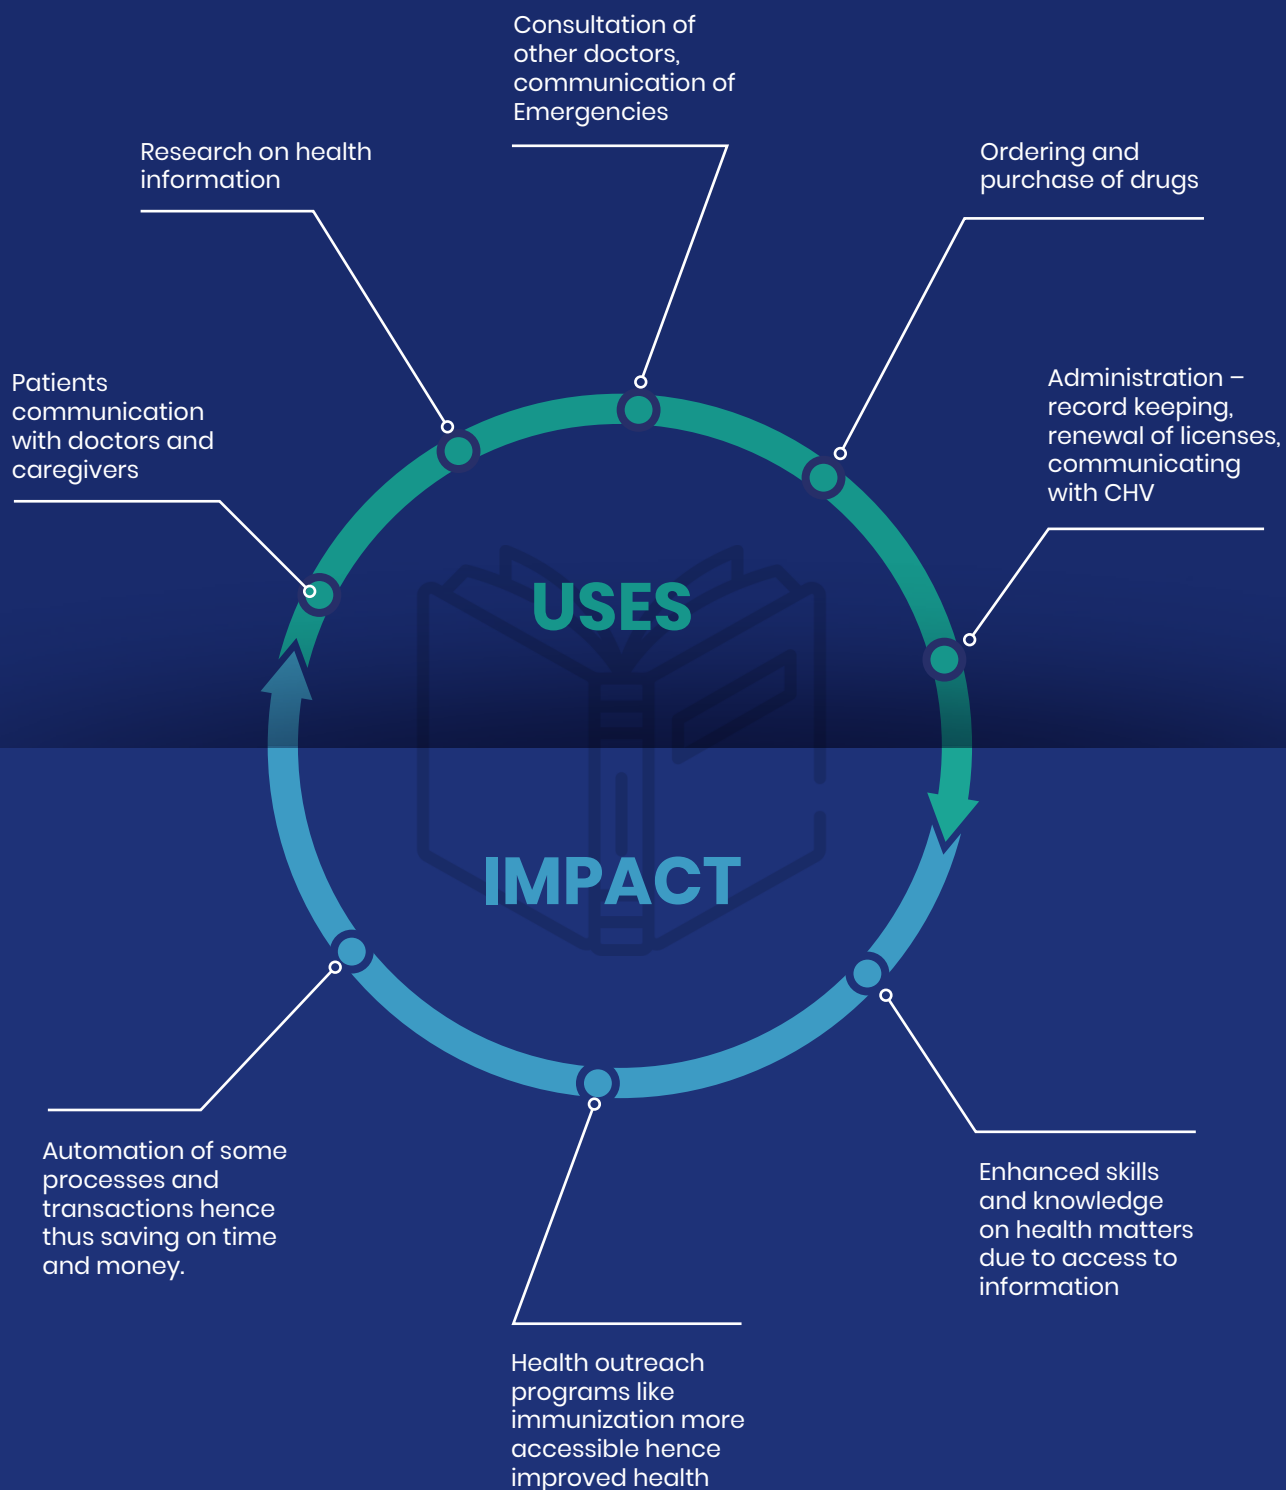 Consultation of
other doctors,
communication of
Emergencies
Research on health
information
Ordering and
purchase of drugs
Patients
communication
with doctors and
caregivers
Administration –
record keeping,
renewal of licenses,
communicating
with CHV
USES
IMPACT
Automation of some
processes and
transactions hence
thus saving on time
and money.
Enhanced skills
and knowledge
on health matters
due to access to
information
Health outreach
programs like
immunization more
accessible hence
improved health